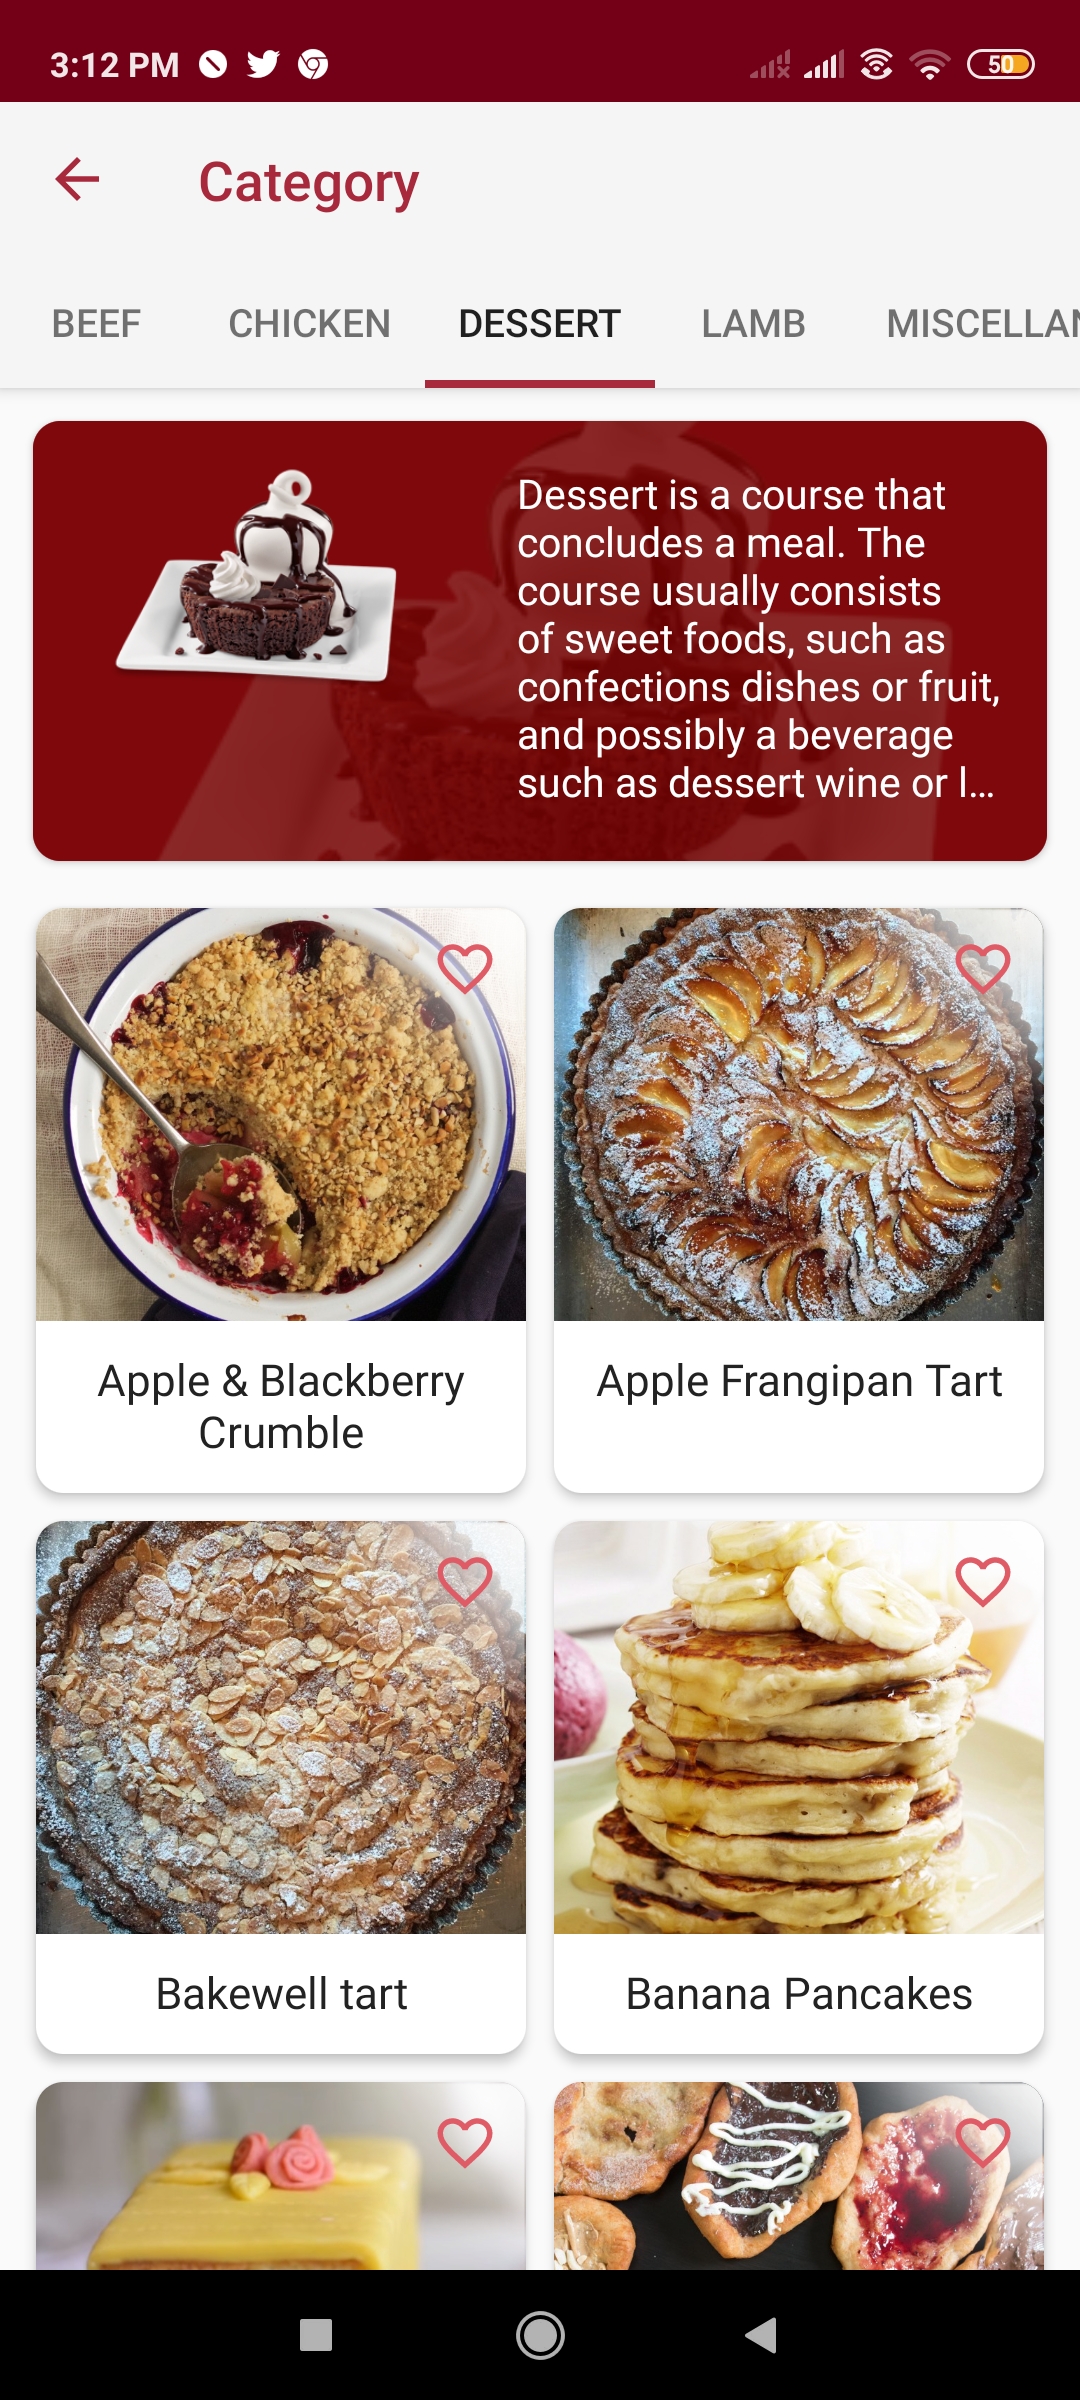 3:12 PM
50
Category
BEEF
CHICKEN
DESSERT
LAMB
MISCELLAN
Dessert is a course that
concludes a meal. The
course usually consists
of sweet foods, such as
confections dishes or fruit,
and possibly a beverage
such as dessert wine or l...
Apple & Blackberry
Crumble
Apple Frangipan Tart
Bakewell tart
Banana Pancakes